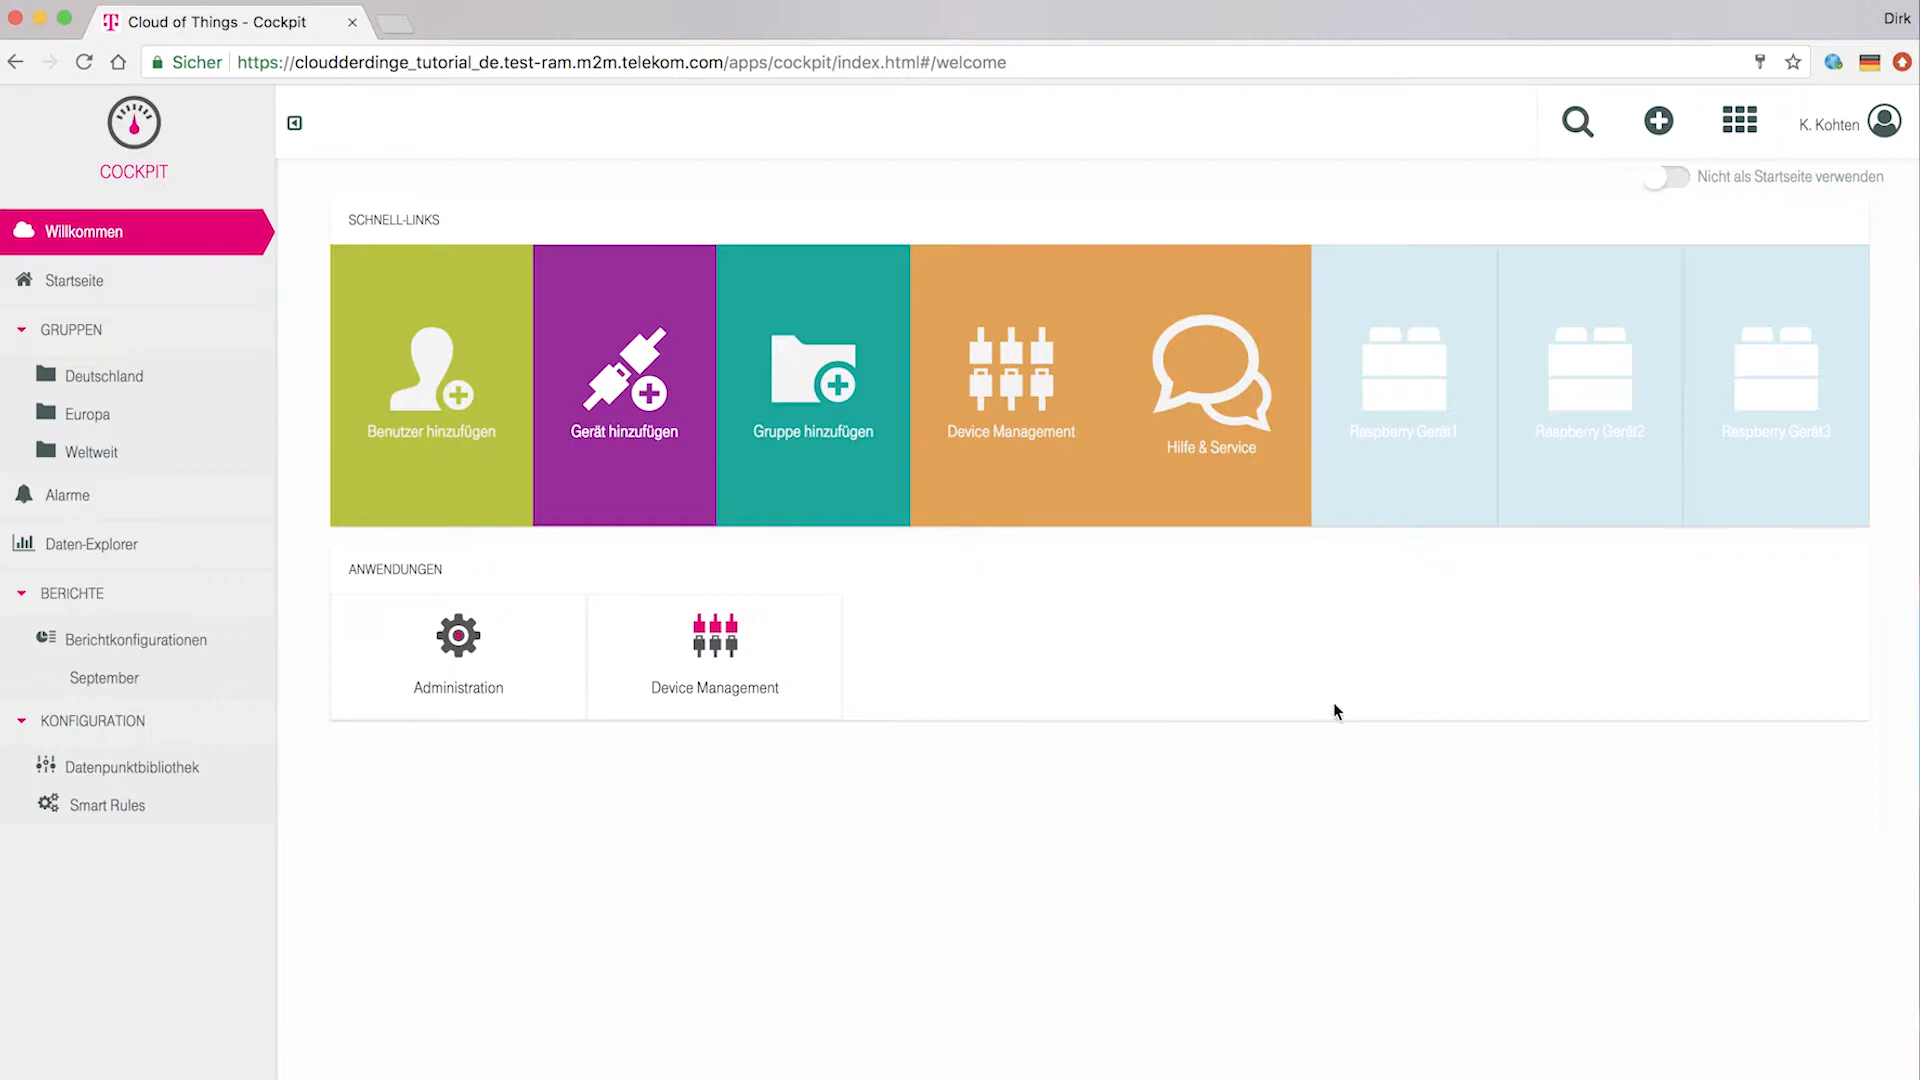 Cloud of Things - Cockpit
Dirk
Sicher https://cloudderdinge_tutorial_de.test-ram.m2m.telekom.com/apps/cockpit/index.html#/welcome
COCKPIT
K. Kohten
Nicht als Startseite verwenden
Willkommen
Startseite
GRUPPEN
Deutschland
Europa
Weltweit
Alarme
Daten-Explorer
BERICHTE
Berichtkonfigurationen
September
KONFIGURATION
Datenpunktbibliothek
Smart Rules
SCHNELL-LINKS
Benutzer hinzufügen
Gerät hinzufügen
Gruppe hinzufügen
Device Management
Hilfe & Service
Raspberry Gerät1
Raspberry Gerät2
Raspberry Gerät3
ANWENDUNGEN
Administration
Device Management